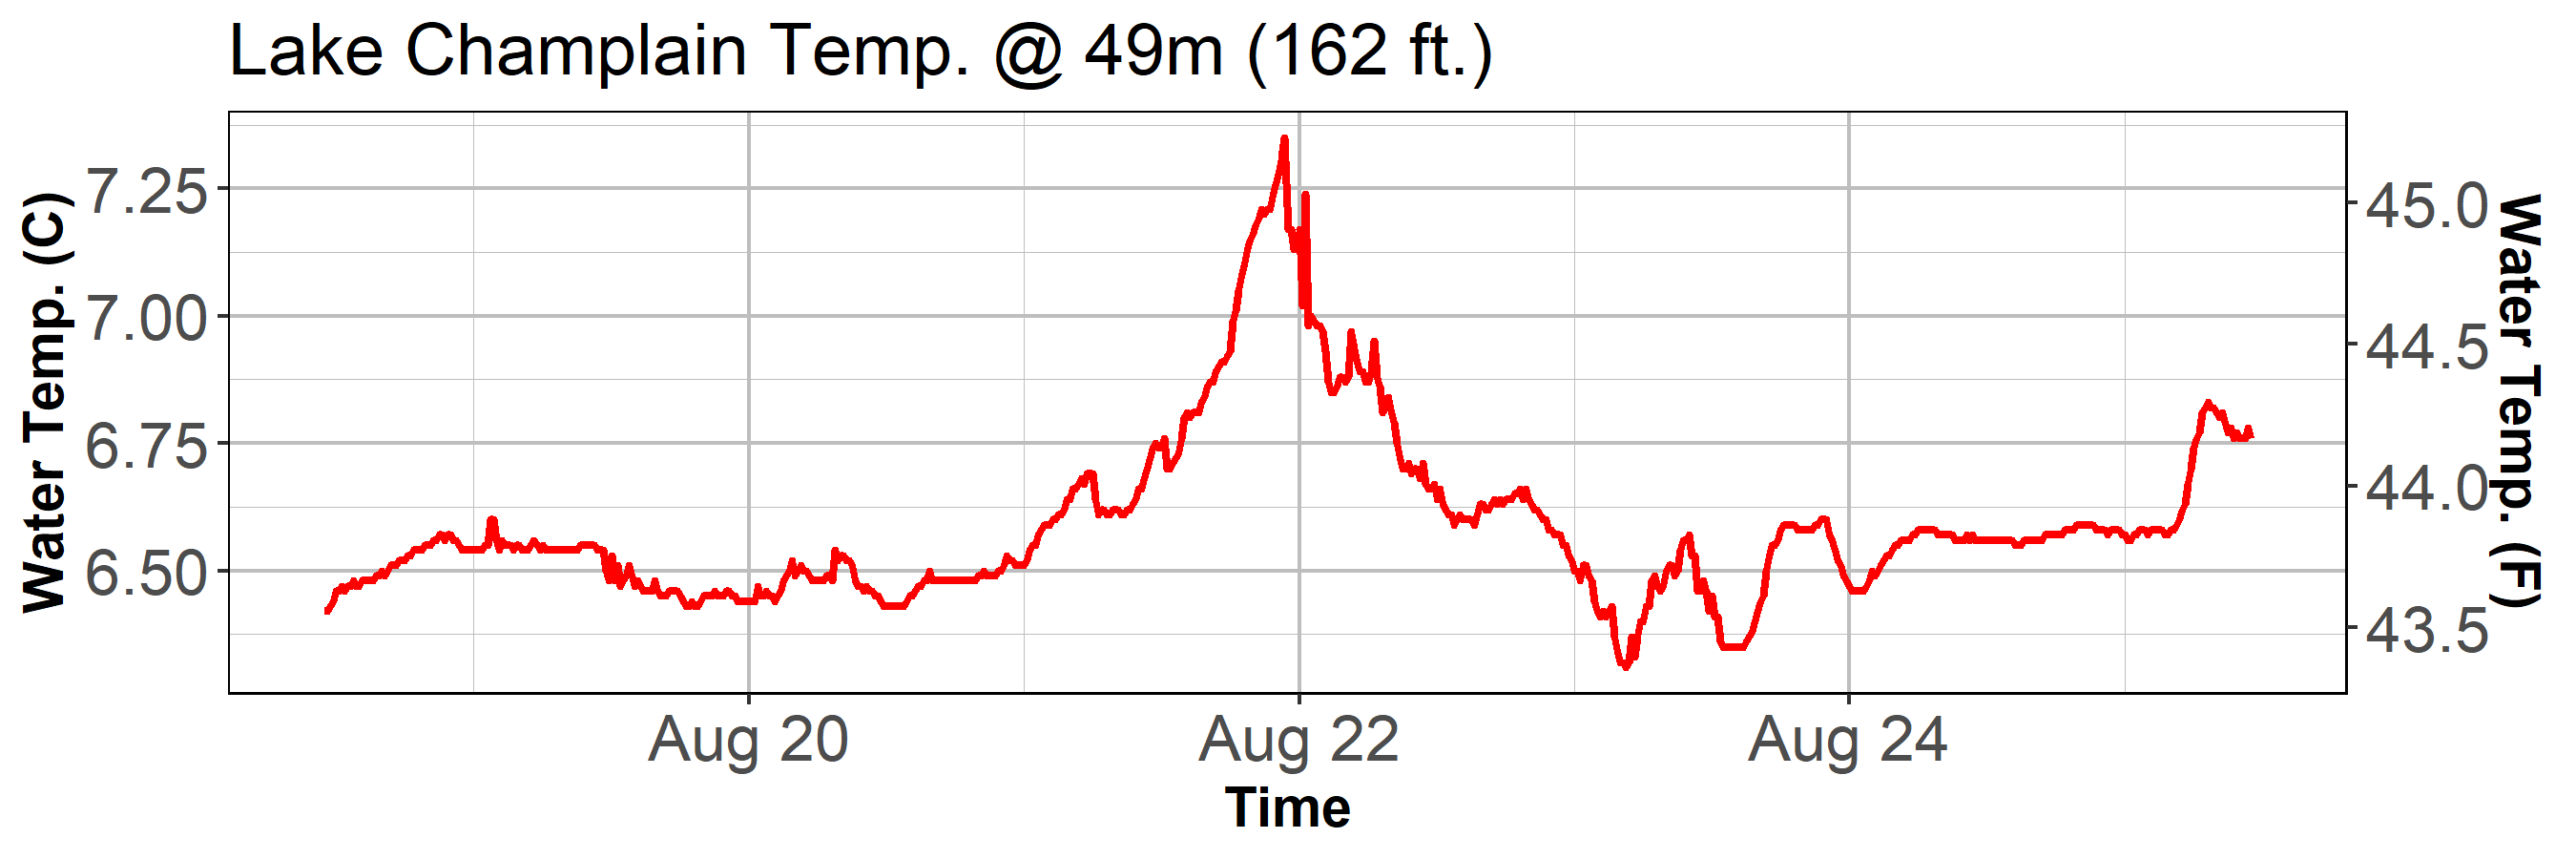 Lake Champlain Temp. @ 49m (162 ft.)
Water Temp. (C)
7.25
7.00
6.75
6.50
45.0
44.5
44.0
43.5
Water Temp. (F)
Aug 20 Aug 22 Aug 24
Time